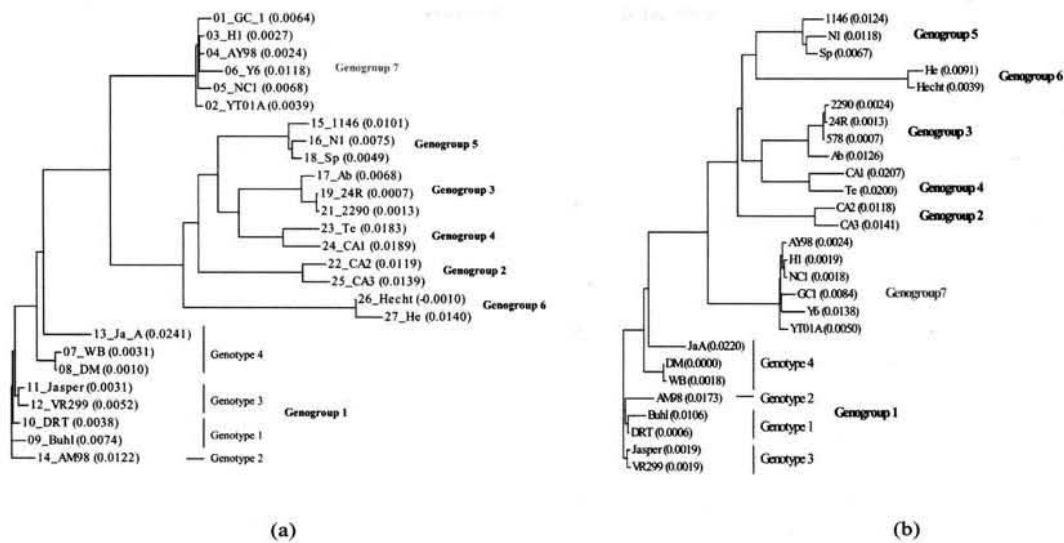 01_GC_1 (0.0064)
03_H1 (0.0027)
04_AY98 (0.0024)
06_Y6 (0.0118)
05_NC1 (0.0068)
02_YT01A (0.0039)
Genogroup 7
15_1146 (0.0101)
16_N1 (0.0075)
18_Sp (0.0049)
Genogroup 5
17_Ab (0.0068)
19_24R (0.0007)
21_2290 (0.0013)
Genogroup 3
23_Te (0.0183)
24_CA1 (0.0189)
Genogroup 4
22_CA2 (0.0119)
25_CA3 (0.0139)
Genogroup 2
26_Hecht (-0.0010)
27_He (0.0140)
Genogroup 6
13_Ja_A (0.0241)
07_WB (0.0031)
08_DM (0.0010)
Genotype 4
11_Jasper (0.0031)
12_VR299 (0.0052)
Genotype 3
10_DRT (0.0038)
09_Buhl (0.0074)
Genotype 1
14_AM98 (0.0122)
Genotype 2
Genogroup 1
(a)
1146 (0.0124)
N1 (0.0118)
Sp (0.0067)
Genogroup 5
He (0.0091)
Hecht (0.0039)
Genogroup 6
2290 (0.0024)
24R (0.0013)
578 (0.0007)
Ab (0.0126)
Genogroup 3
CA1 (0.0207)
Te (0.0200)
Genogroup 4
CA2 (0.0118)
CA3 (0.0141)
Genogroup 2
AY98 (0.0024)
H1 (0.0019)
NC1 (0.0018)
GC1 (0.0084)
Y6 (0.0138)
YT01A (0.0050)
Genogroup7
JaA (0.0220)
DM (0.0000)
WB (0.0018)
Genotype 4
AM98 (0.0173)
Genotype 2
Buhl (0.0106)
DRT (0.0006)
Genotype 1
Jasper (0.0019)
VR299 (0.0019)
Genotype 3
Genogroup 1
(b)